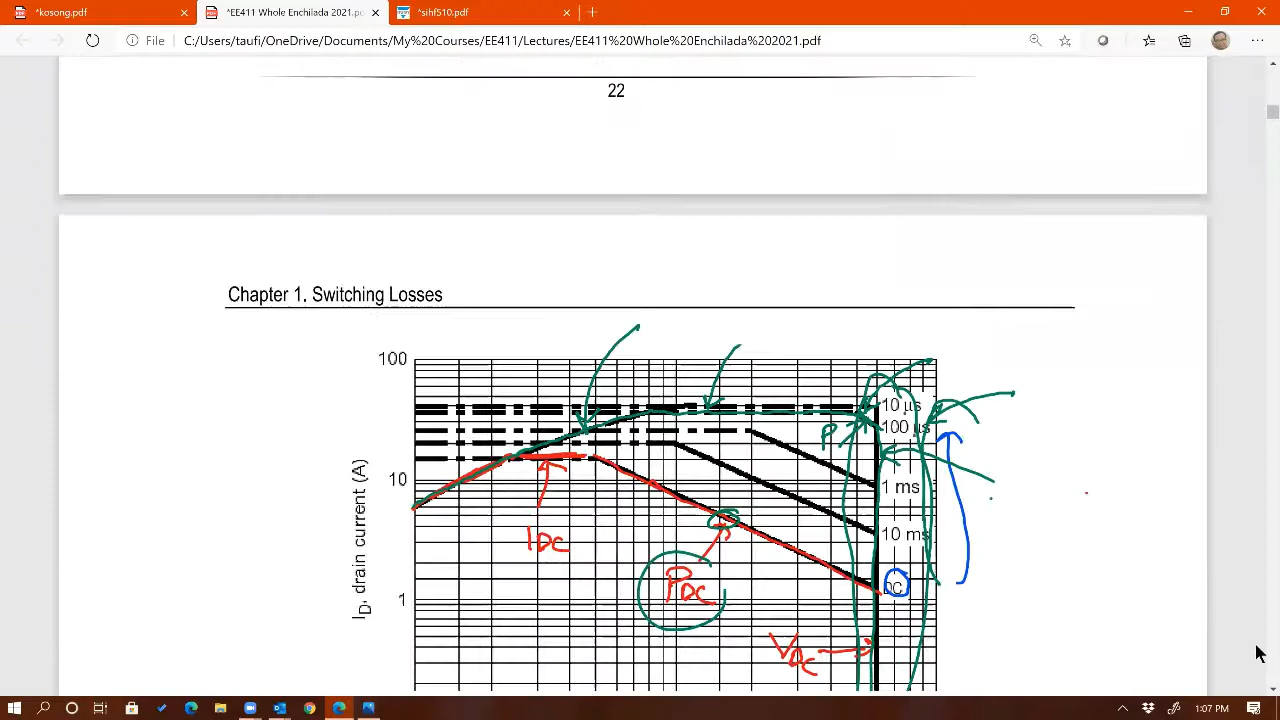 *kosong.pdf
*EE411 Whole Enchilada 2021.p
*sihf510.pdf
File
C:/Users/taufi/OneDrive/Documents/My%20Courses/EE411/Lectures/EE411%20Whole%20Enchilada%202021.pdf
22
Chapter 1. Switching Losses
100
10 µs
100 µs
P
10
1 ms
IDC
10 ms
PDC
DC
1
VDC
ID, drain current (A)
1:07 PM